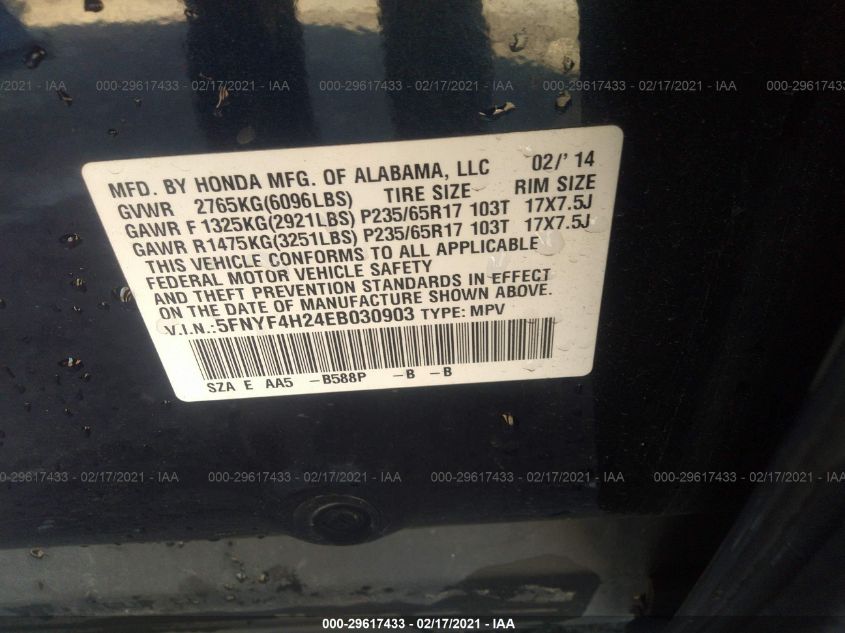 000-29617433 - 02/17/2021 - IAA
MFD. BY HONDA MFG. OF ALABAMA, LLC 02/' 14
GVWR 2765KG(6096LBS) TIRE SIZE RIM SIZE
GAWR F 1325KG(2921LBS) P235/65R17 103T 17X7.5J
GAWR R1475KG(3251LBS) P235/65R17 103T 17X7.5J
THIS VEHICLE CONFORMS TO ALL APPLICABLE
FEDERAL MOTOR VEHICLE SAFETY
AND THEFT PREVENTION STANDARDS IN EFFECT
ON THE DATE OF MANUFACTURE SHOWN ABOVE.
V.I.N.:5FNYF4H24EB030903 TYPE: MPV
SZA E AA5 -B588P -B -B
000-29617433 - 02/17/2021 - IAA
000-29617433 - 02/17/2021 - IAA